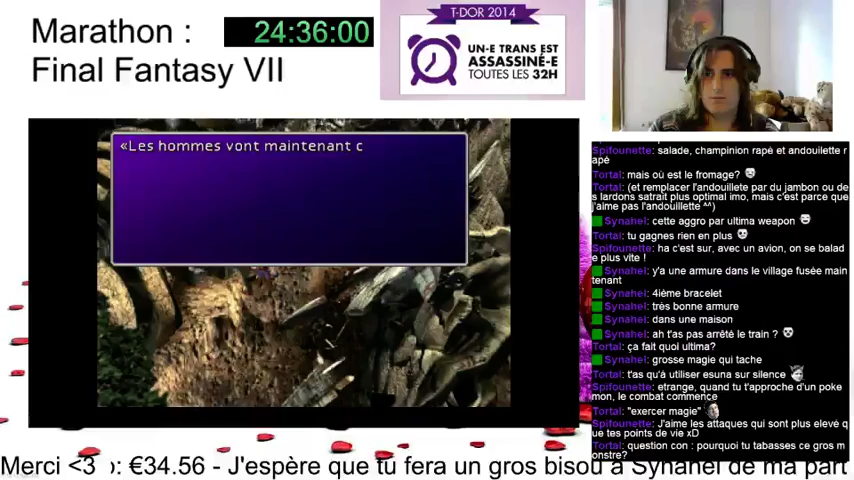 Marathon :
Final Fantasy VII
24:36:00
T-DOR 2014
UN·E TRANS EST
ASSASSINÉ·E
TOUTES LES 32H
«Les hommes vont maintenant c
Spifounette: salade, champinion rapé et andouilette r
apé
Tortal: mais où est le fromage?
Tortal: (et remplacer l'andouillete par du jambon ou de
s lardons satrait plus optimal imo, mais c'est parce que
j'aime pas l'andouillette ^^)
Synahel: cette aggro par ultima weapon
Tortal: tu gagnes rien en plus
Spifounette: ha c'est sur, avec un avion, on se balad
e plus vite !
Synahel: y'a une armure dans le village fusée main
tenant
Synahel: 4ième bracelet
Synahel: très bonne armure
Synahel: dans une maison
Synahel: ah t'as pas arrêté le train ?
Tortal: ça fait quoi ultima?
Synahel: grosse magie qui tache
Tortal: t'as qu'à utiliser esuna sur silence
Spifounette: etrange, quand tu t'approche d'un poke
mon, le combat commence
Tortal: "exercer magie"
Spifounette: J'aime les attaques qui sont plus elevé q
ue tes points de vie xD
Tortal: question con : pourquoi tu tabasses ce gros m
onstre?
Merci <3 : €34.56 - J'espère que tu fera un gros bisou à Synahel de ma part